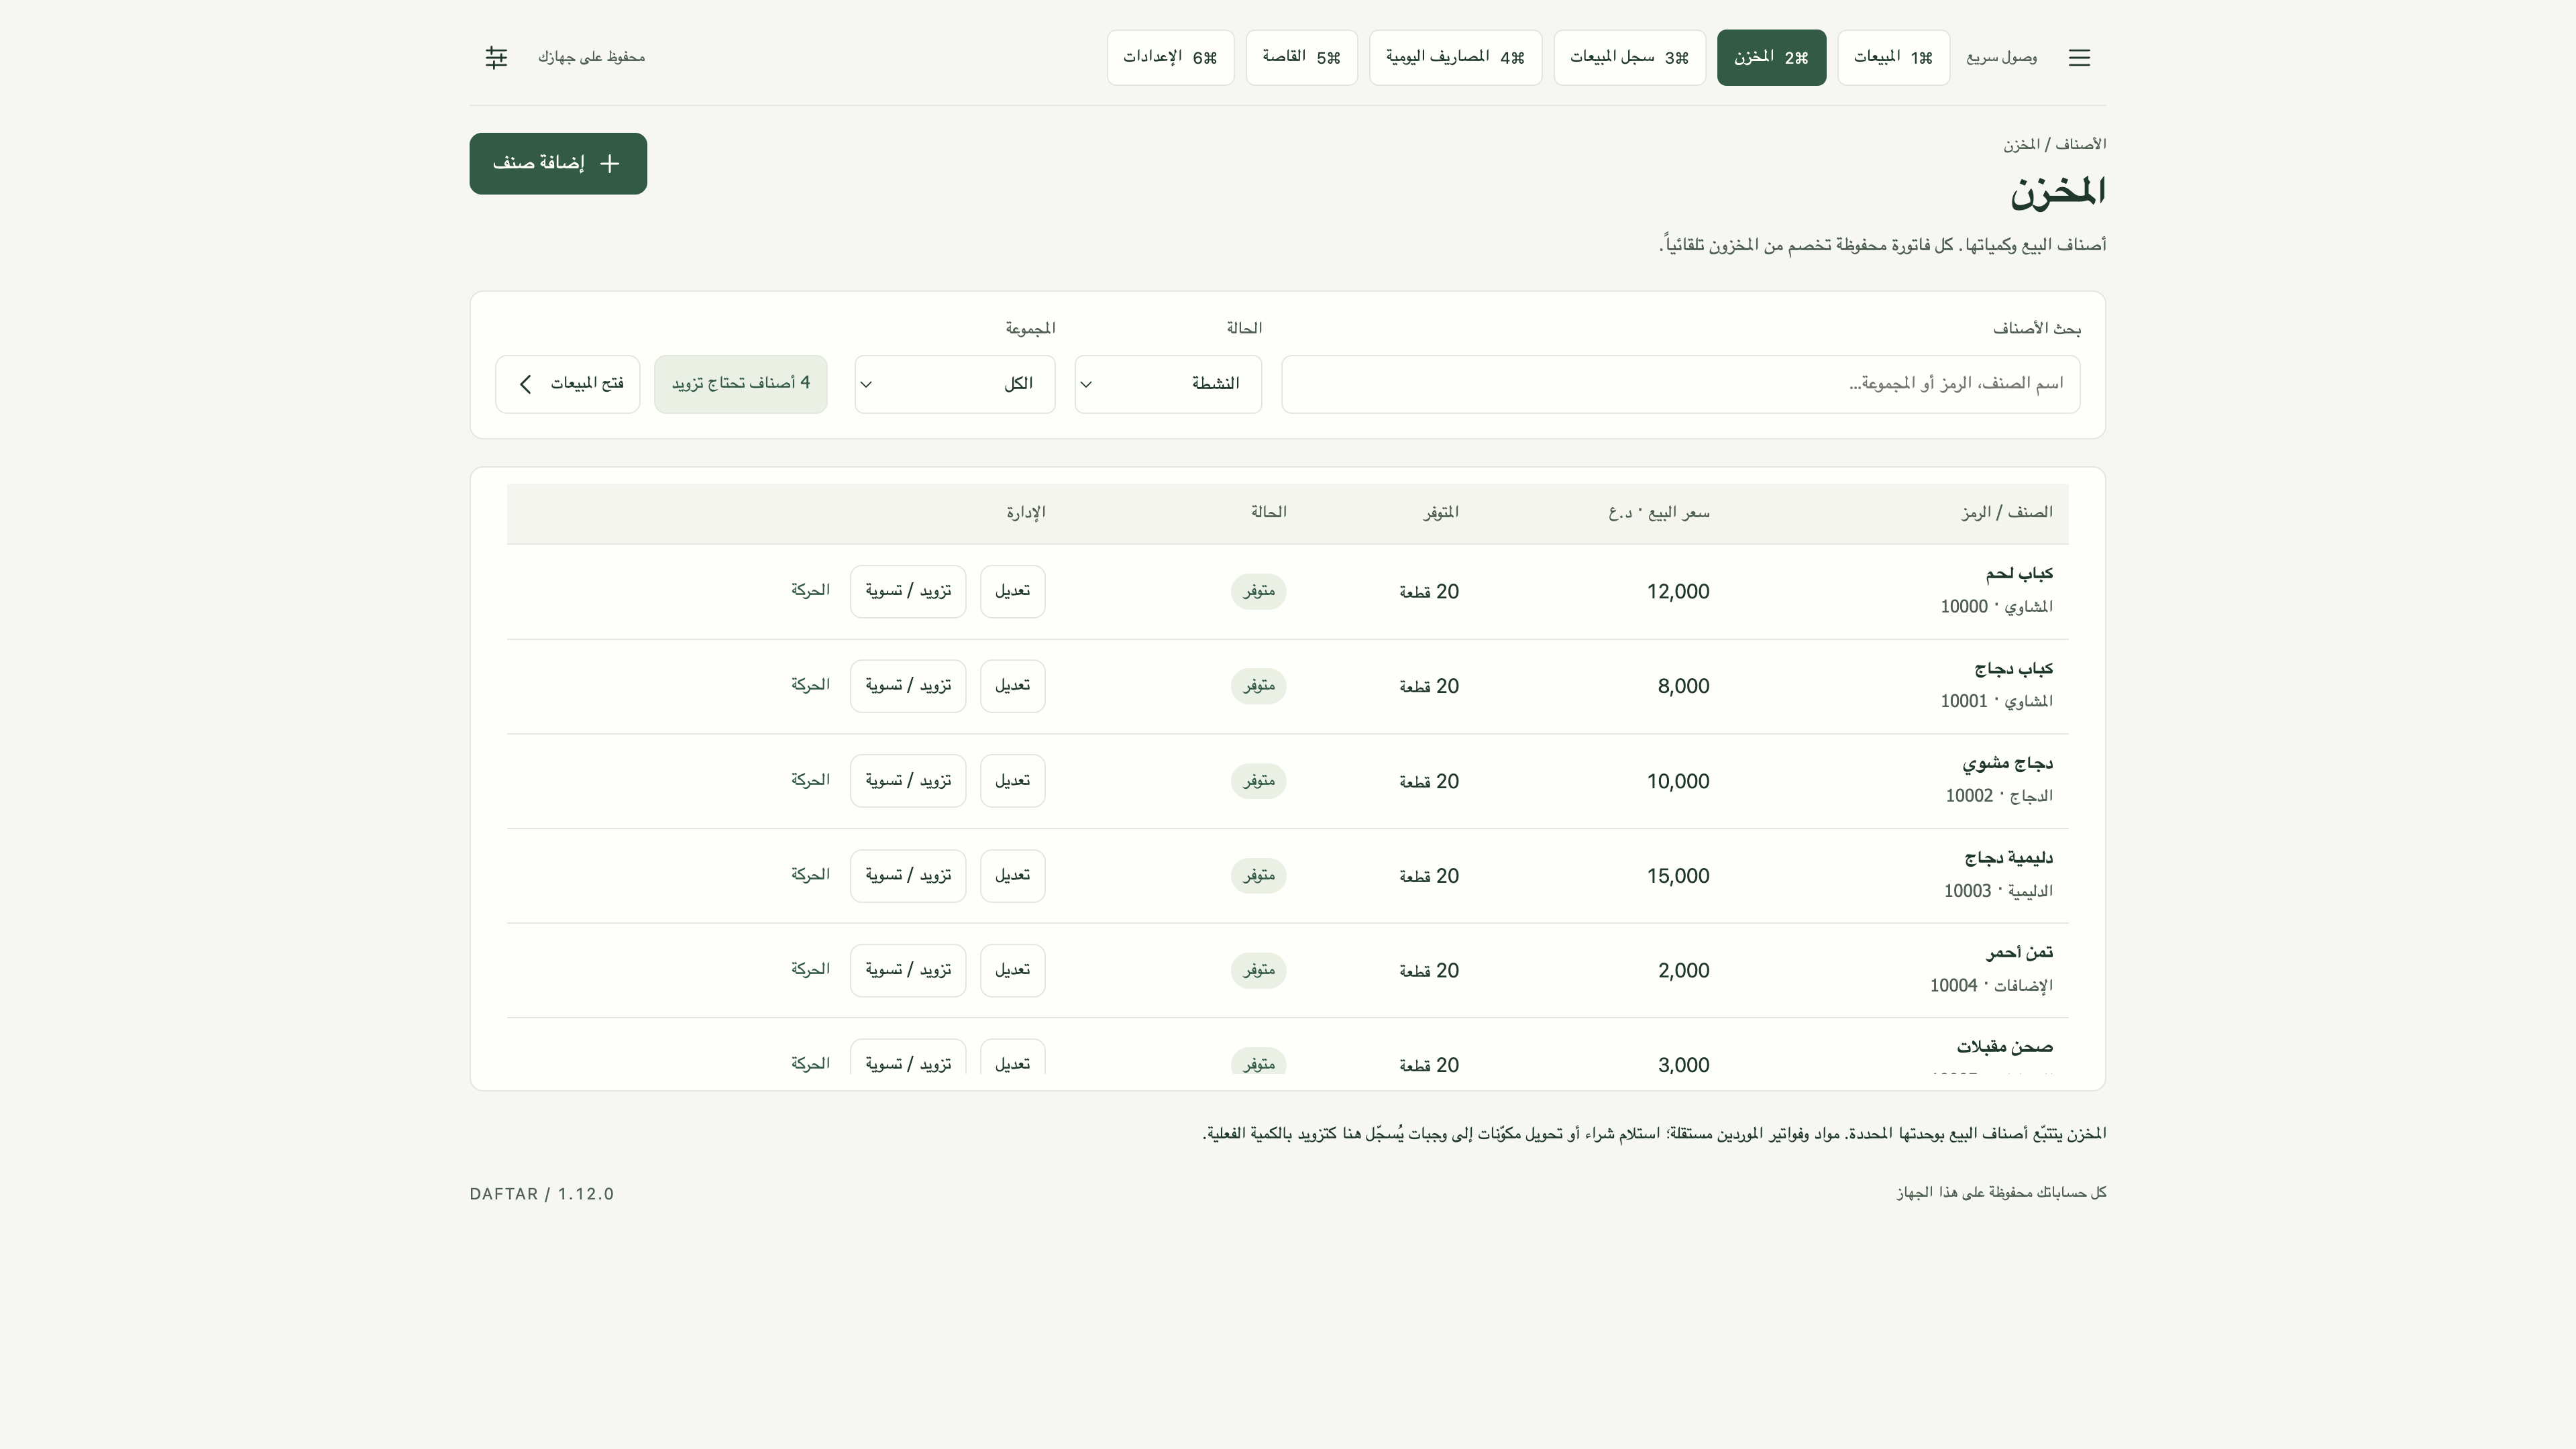 وصول سريع
⌘1 المبيعات
⌘2 المخزن
⌘3 سجل المبيعات
⌘4 المصاريف اليومية
⌘5 القاصة
⌘6 الإعدادات
محفوظ على جهازك
الأصناف / المخزن
المخزن
أصناف البيع وكمياتها. كل فاتورة محفوظة تخصم من المخزون تلقائياً.
إضافة صنف
بحث الأصناف
الحالة
المجموعة
اسم الصنف، الرمز أو المجموعة...
النشطة
الكل
4 أصناف تحتاج تزويد
فتح المبيعات
الصنف / الرمز سعر البيع · د.ع المتوفر الحالة الإدارة
كباب لحم
المشاوي · 10000
12,000 20 قطعة متوفر تعديل تزويد / تسوية الحركة
كباب دجاج
المشاوي · 10001
8,000 20 قطعة متوفر تعديل تزويد / تسوية الحركة
دجاج مشوي
الدجاج · 10002
10,000 20 قطعة متوفر تعديل تزويد / تسوية الحركة
دليمية دجاج
الدليمية · 10003
15,000 20 قطعة متوفر تعديل تزويد / تسوية الحركة
تمن أحمر
الإضافات · 10004
2,000 20 قطعة متوفر تعديل تزويد / تسوية الحركة
صحن مقبلات
3,000 20 قطعة متوفر تعديل تزويد / تسوية الحركة
المخزن يتتبّع أصناف البيع بوحدتها المحددة. مواد وفواتير الموردين مستقلة؛ استلام شراء أو تحويل مكوّنات إلى وجبات يُسجّل هنا كتزويد بالكمية الفعلية.
كل حساباتك محفوظة على هذا الجهاز
DAFTAR / 1.12.0